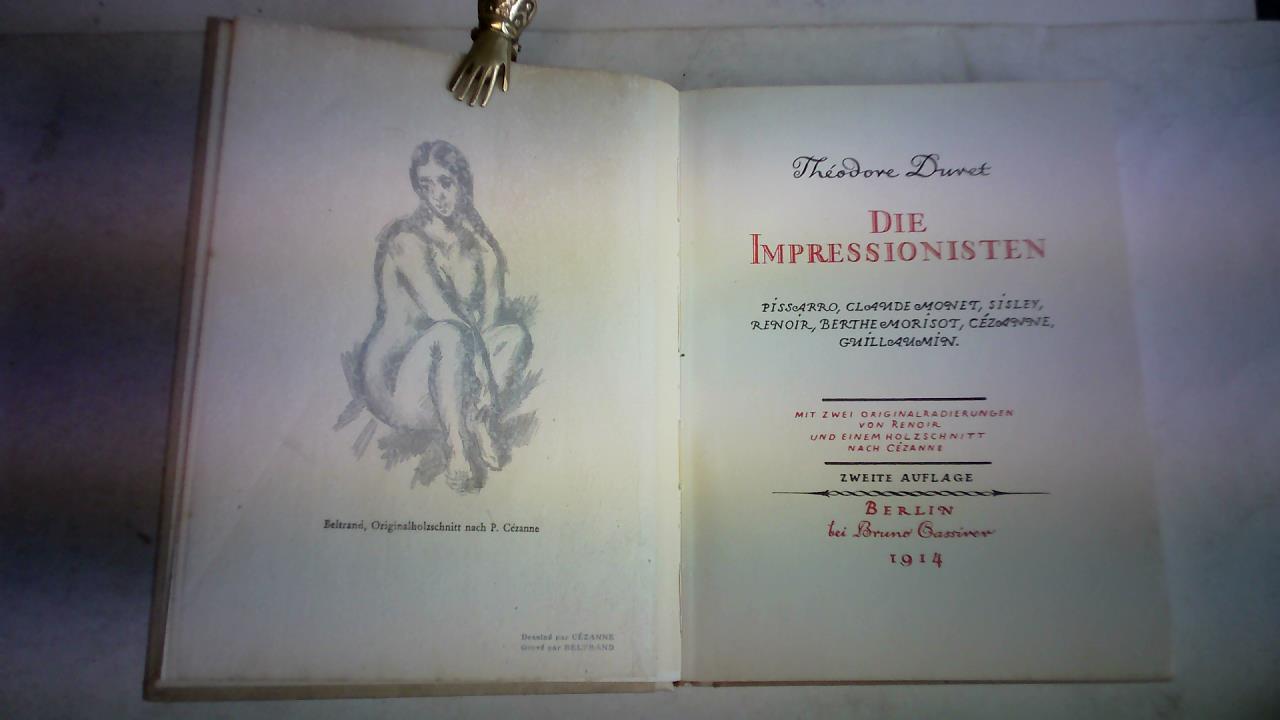 Beltrand, Originalholzschnitt nach P. Cézanne
Dessiné par CÉZANNE
Gravé par BELTRAND
Théodore Duret
DIE
IMPRESSIONISTEN
PISSARRO, CLAUDE MONET, SISLEY,
RENOIR, BERTHE MORISOT, CÉZANNE,
GUILLAUMIN.
MIT ZWEI ORIGINALRADIERUNGEN
VON RENOIR
UND EINEM HOLZSCHNITT
NACH CÉZANNE
ZWEITE AUFLAGE
BERLIN
bei Bruno Cassirer
1914